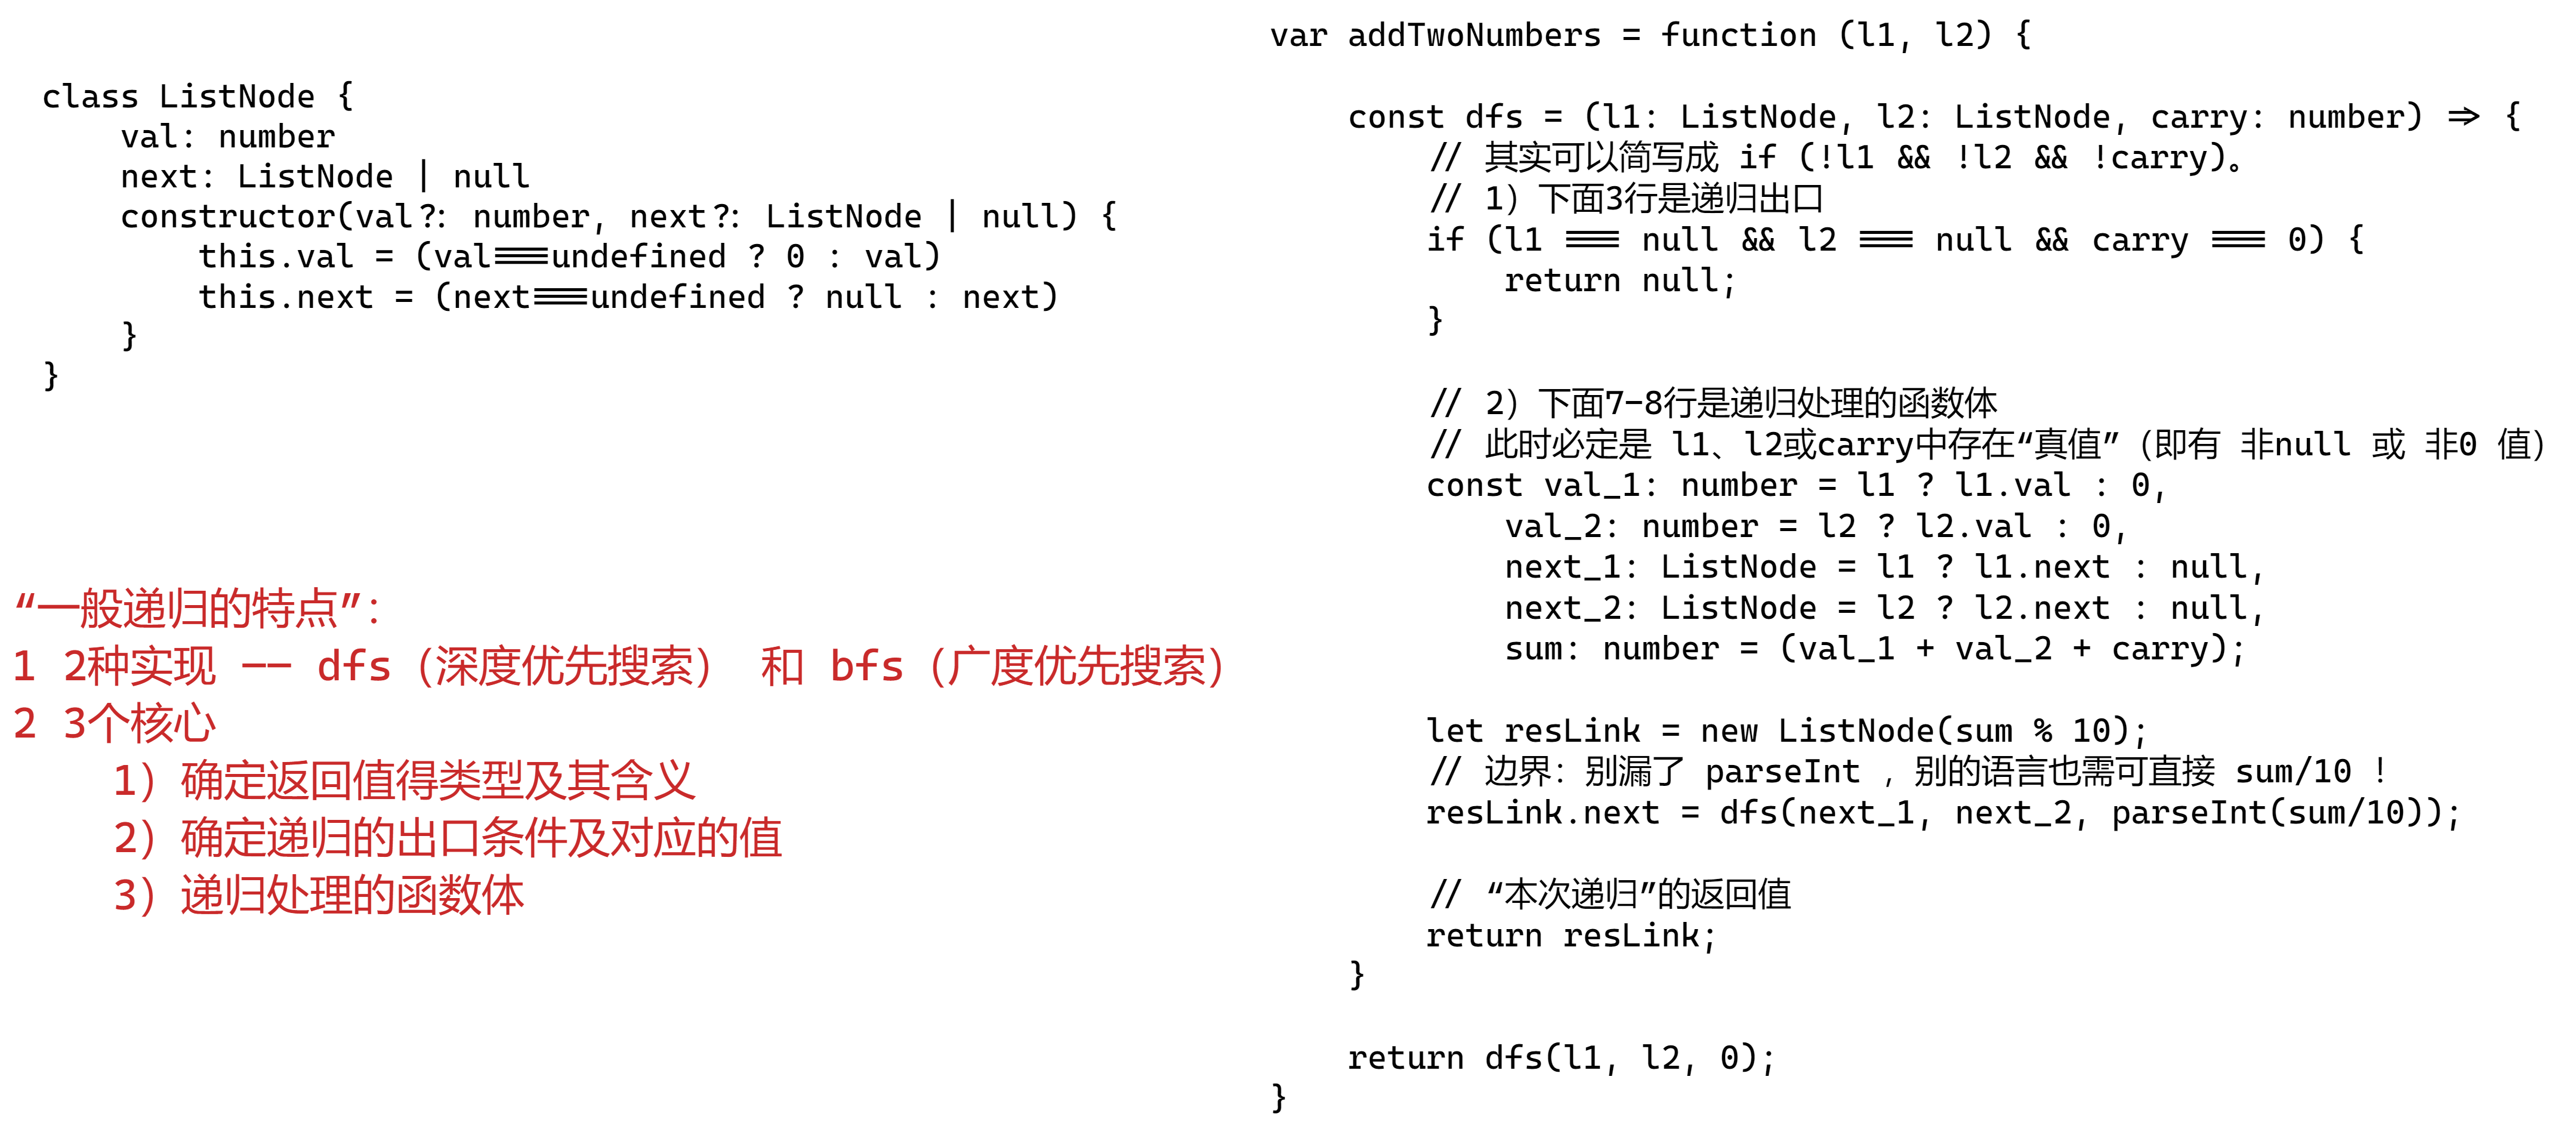 class ListNode {
    val: number
    next: ListNode | null
    constructor(val?: number, next?: ListNode | null) {
        this.val = (val===undefined ? 0 : val)
        this.next = (next===undefined ? null : next)
    }
}
“一般递归的特点”：
1 2种实现 —— dfs（深度优先搜索） 和 bfs（广度优先搜索）
2 3个核心
    1）确定返回值得类型及其含义
    2）确定递归的出口条件及对应的值
    3）递归处理的函数体
var addTwoNumbers = function (l1, l2) {
    const dfs = (l1: ListNode, l2: ListNode, carry: number) => {
        // 其实可以简写成 if (!l1 && !l2 && !carry)。
        // 1）下面3行是递归出口
        if (l1 === null && l2 === null && carry === 0) {
            return null;
        }
        // 2）下面7-8行是递归处理的函数体
        // 此时必定是 l1、l2或carry中存在“真值”（即有 非null 或 非0 值）
        const val_1: number = l1 ? l1.val : 0,
            val_2: number = l2 ? l2.val : 0,
            next_1: ListNode = l1 ? l1.next : null,
            next_2: ListNode = l2 ? l2.next : null,
            sum: number = (val_1 + val_2 + carry);
        let resLink = new ListNode(sum % 10);
        // 边界：别漏了 parseInt ，别的语言也需可直接 sum/10 ！
        resLink.next = dfs(next_1, next_2, parseInt(sum/10));
        // “本次递归”的返回值
        return resLink;
    }
    return dfs(l1, l2, 0);
}